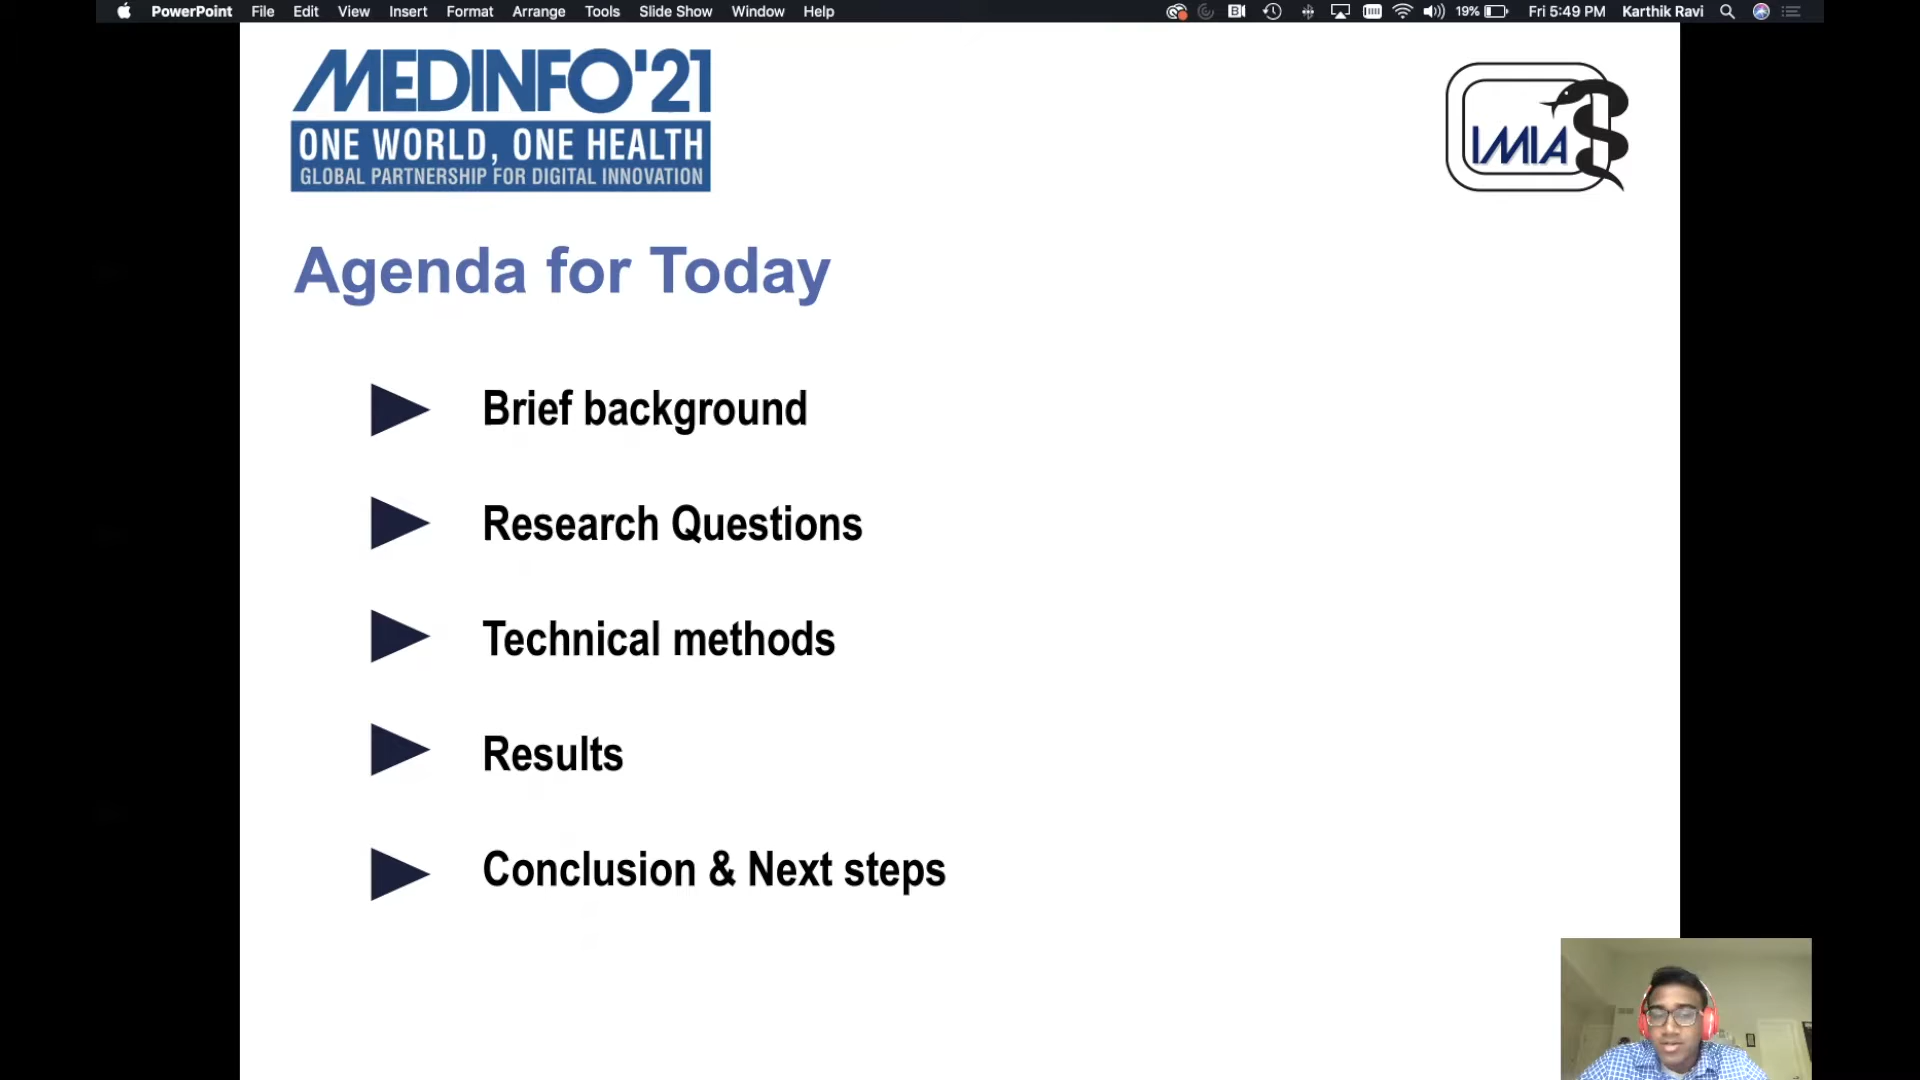 PowerPoint File Edit View Insert Format Arrange Tools Slide Show Window Help 19% Fri 5:49 PM Karthik Ravi
MEDINFO'21
ONE WORLD, ONE HEALTH
GLOBAL PARTNERSHIP FOR DIGITAL INNOVATION
IMIA
Agenda for Today
Brief background
Research Questions
Technical methods
Results
Conclusion & Next steps